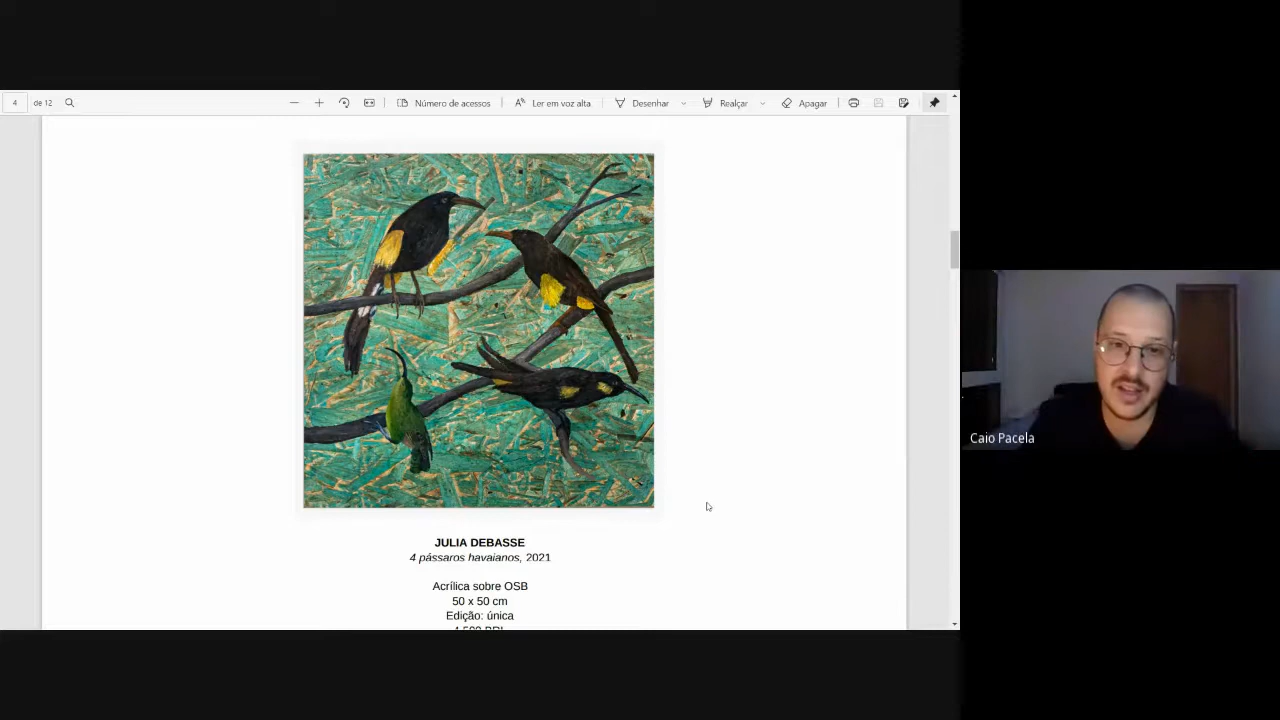 4 de 12 Número de acessos Ler em voz alta Desenhar Realçar Apagar
JULIA DEBASSE
4 pássaros havaianos, 2021
Acrílica sobre OSB
50 x 50 cm
Edição: única
Caio Pacela